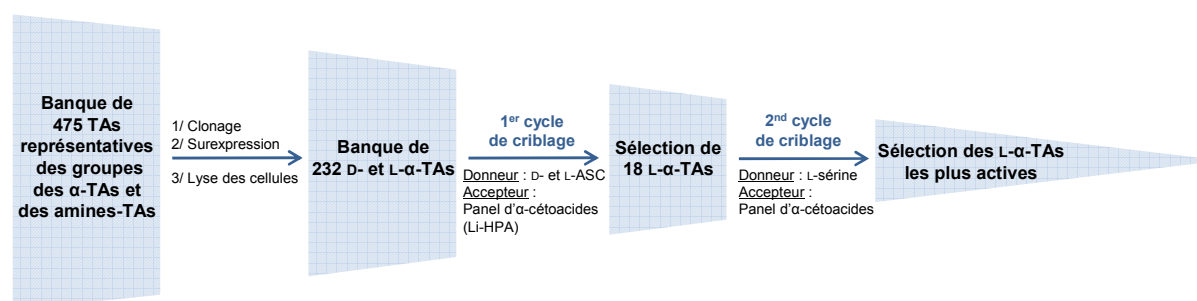 Banque de
475 TAs
représentatives
des groupes
des α-TAs et
des amines-TAs
1/ Clonage
2/ Surexpression
3/ Lyse des cellules
Banque de
232 D- et L-α-TAs
1er cycle
de criblage
Donneur : D- et L-ASC
Accepteur :
Panel d'α-cétoacides
(Li-HPA)
Sélection de
18 L-α-TAs
2nd cycle
de criblage
Donneur : L-sérine
Accepteur :
Panel d'α-cétoacides
Sélection des L-α-TAs
les plus actives